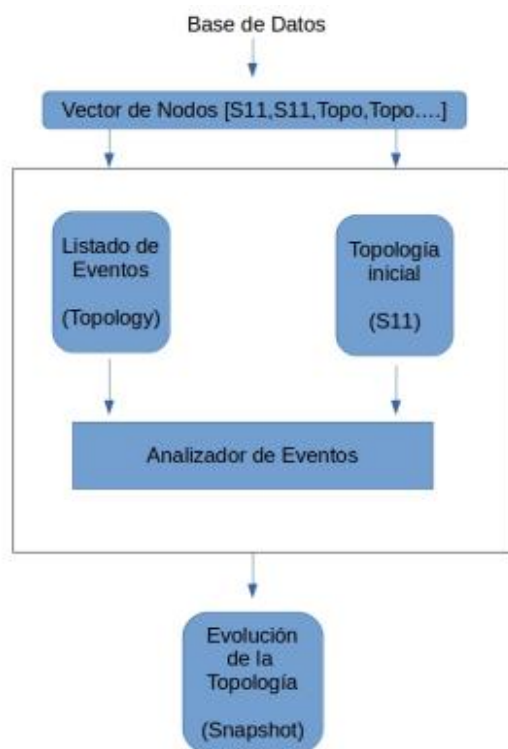 Base de Datos
Vector de Nodos [S11,S11,Topo,Topo....]
Listado de
Eventos
(Topology)
Topología
inicial
(S11)
Analizador de Eventos
Evolución
de la
Topología
(Snapshot)